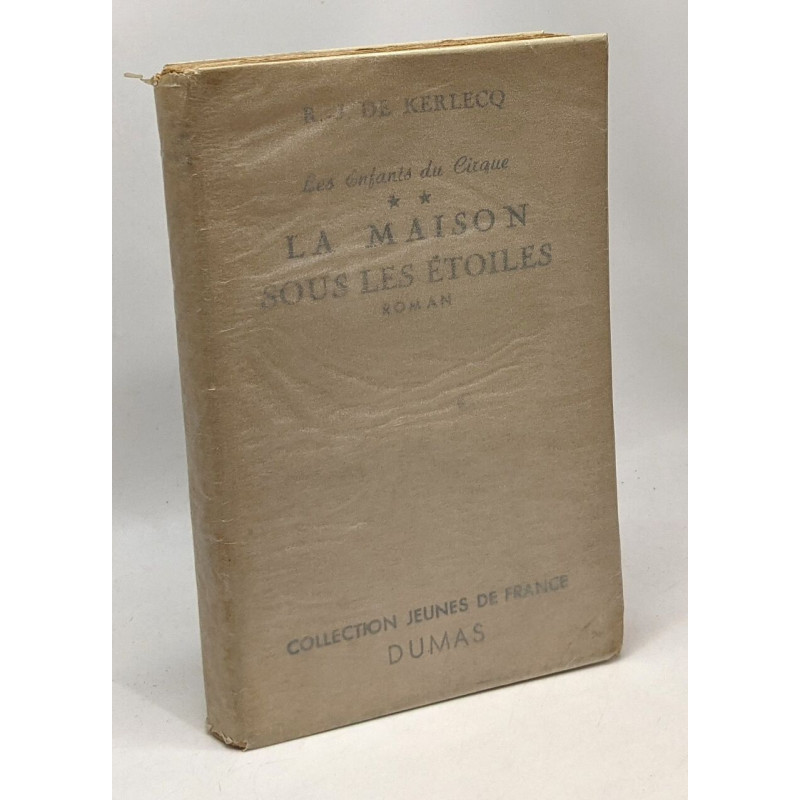 R.-J. DE KERLECQ
Les Enfants du Cirque
★ ★
LA MAISON
SOUS LES ÉTOILES
ROMAN
COLLECTION JEUNES DE FRANCE
DUMAS